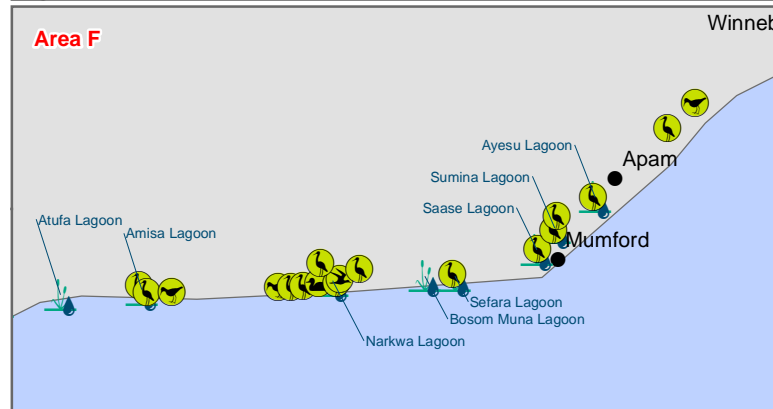 Area F
Winneb
Ayesu Lagoon
Apam
Sumina Lagoon
Saase Lagoon
Atufa Lagoon
Amisa Lagoon
Mumford
Sefara Lagoon
Bosom Muna Lagoon
Narkwa Lagoon